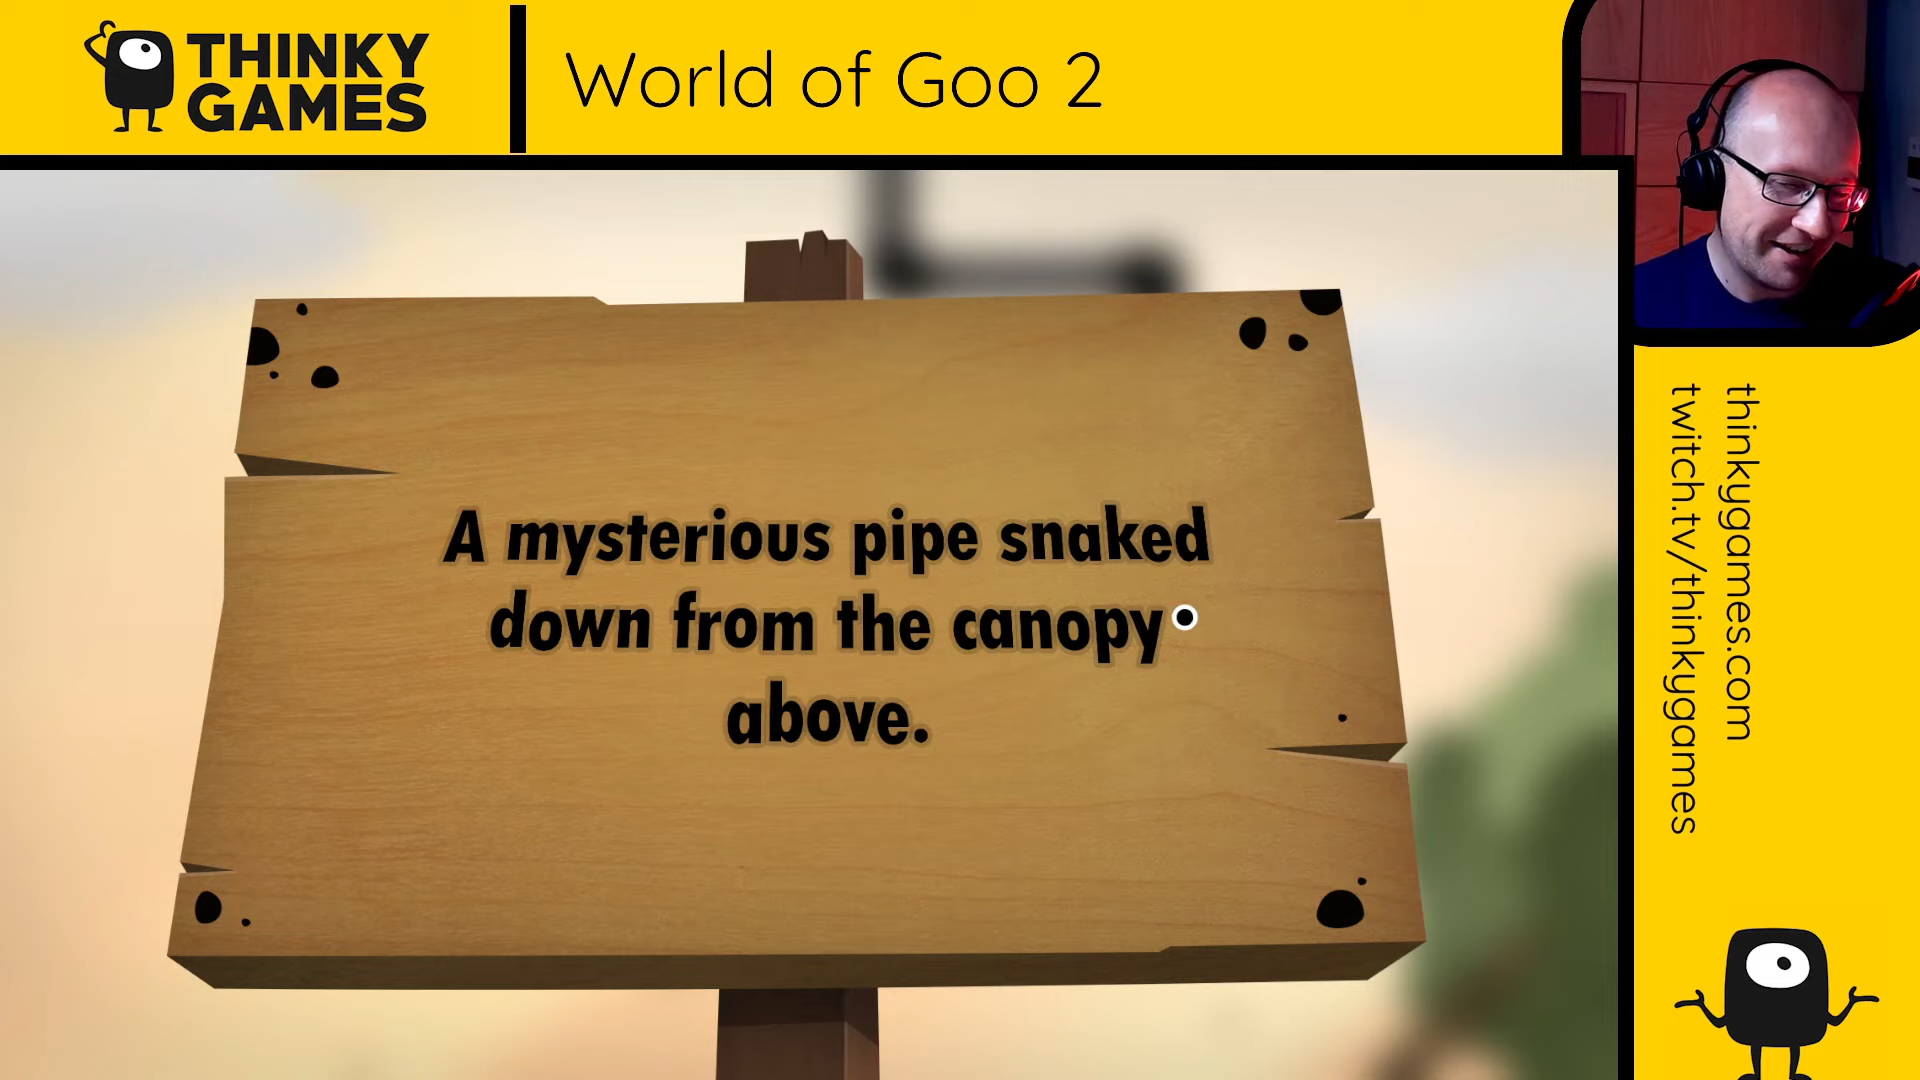 THINKY
GAMES
World of Goo 2
A mysterious pipe snaked
down from the canopy
above.
thinkygames.com
twitch.tv/thinkygames